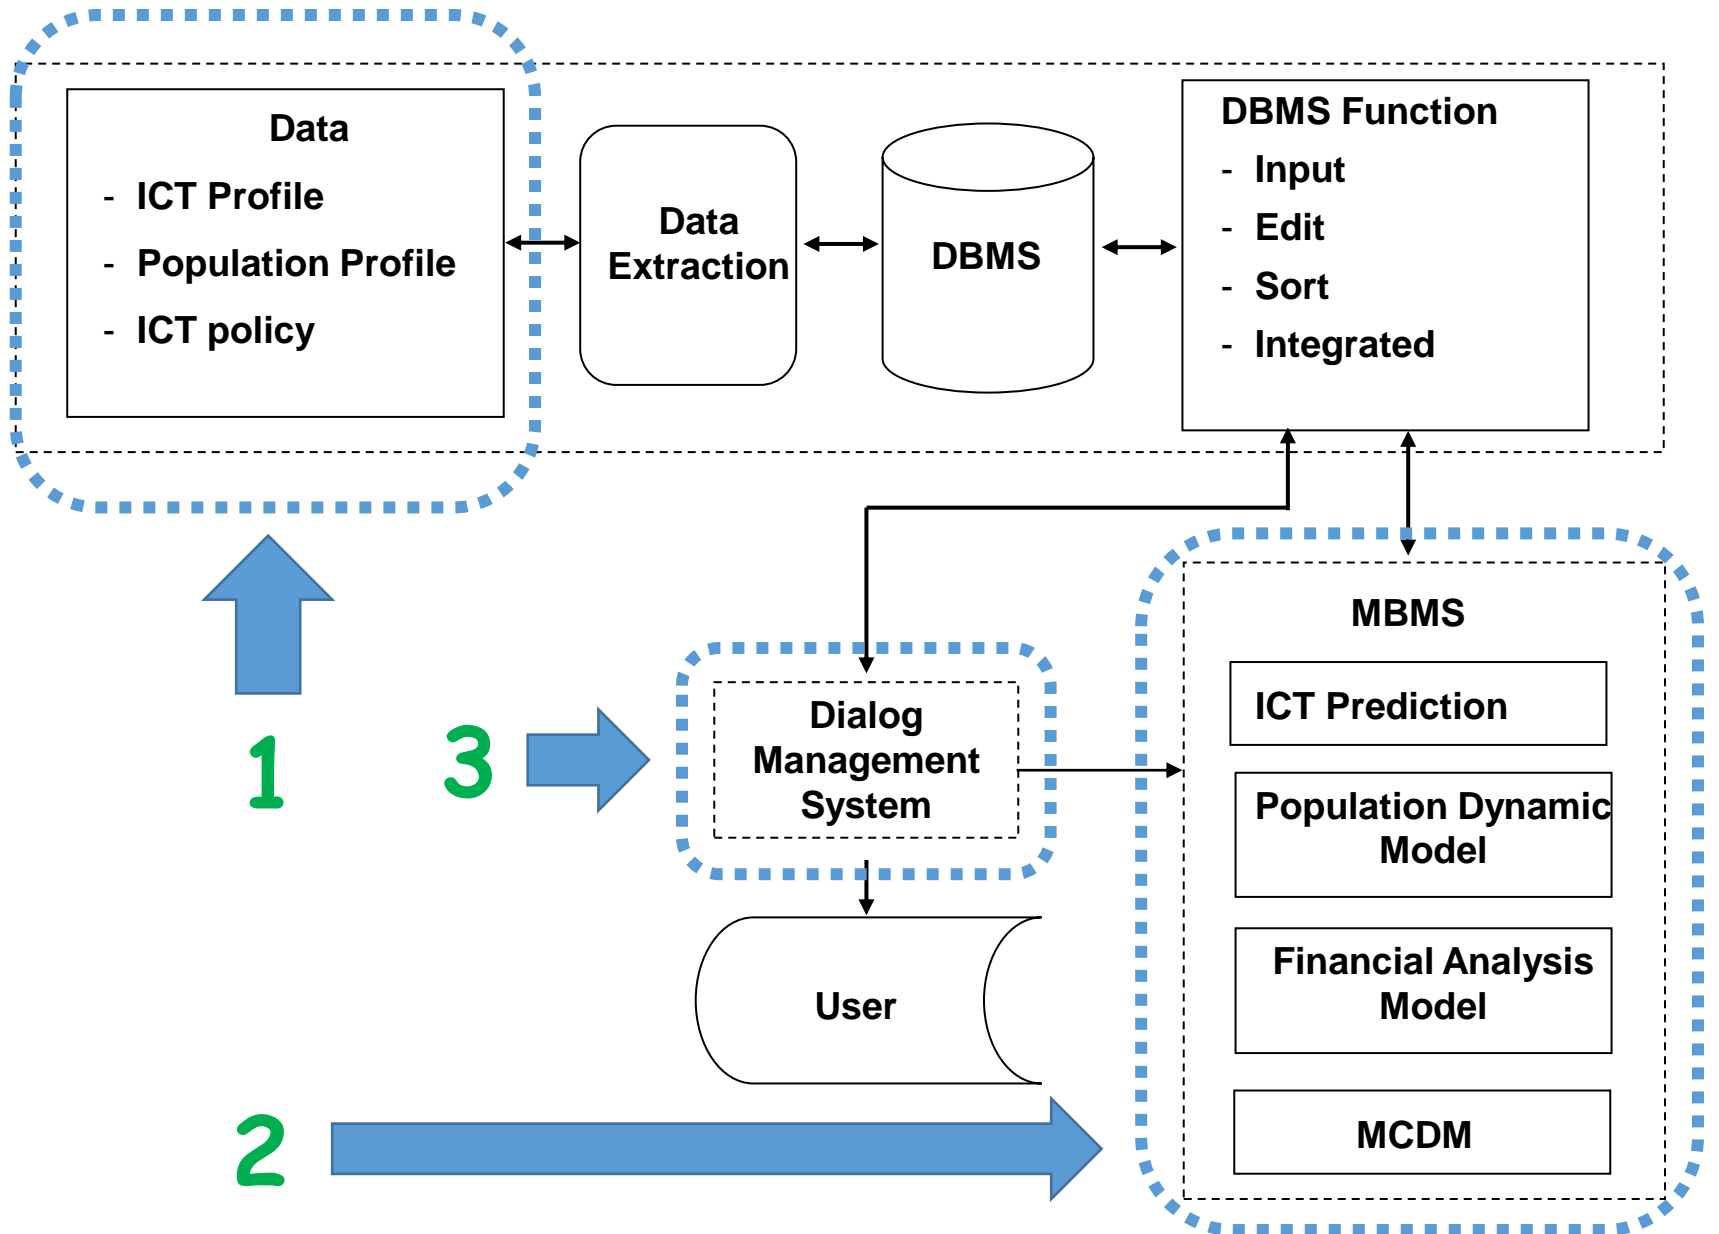 Data
- ICT Profile
- Population Profile
- ICT policy
Data
Extraction
DBMS
DBMS Function
- Input
- Edit
- Sort
- Integrated
1
3
Dialog
Management
System
MBMS
ICT Prediction
Population Dynamic
Model
Financial Analysis
Model
MCDM
User
2